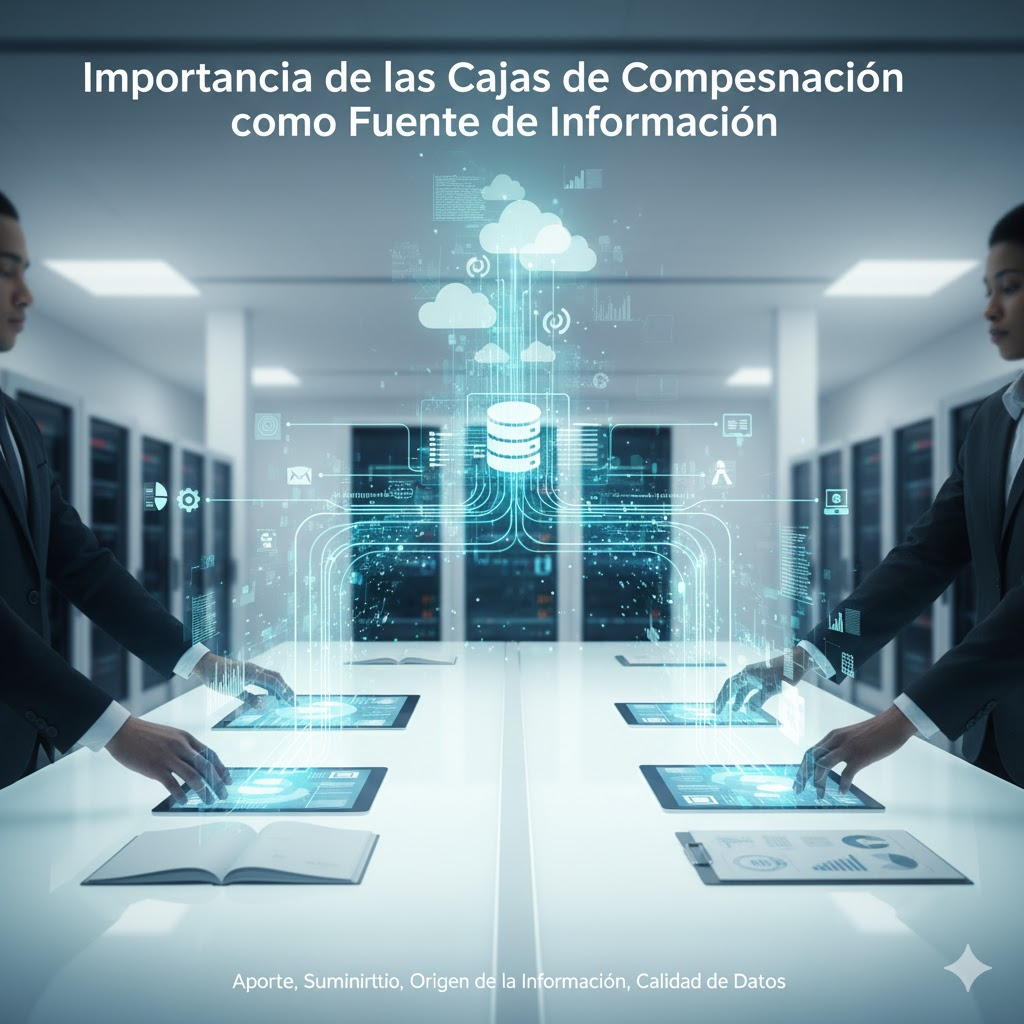 Importancia de las Cajas de Compesnación
como Fuente de Información
Aporte, Suminirttio, Origen de la Información, Calidad de Datos